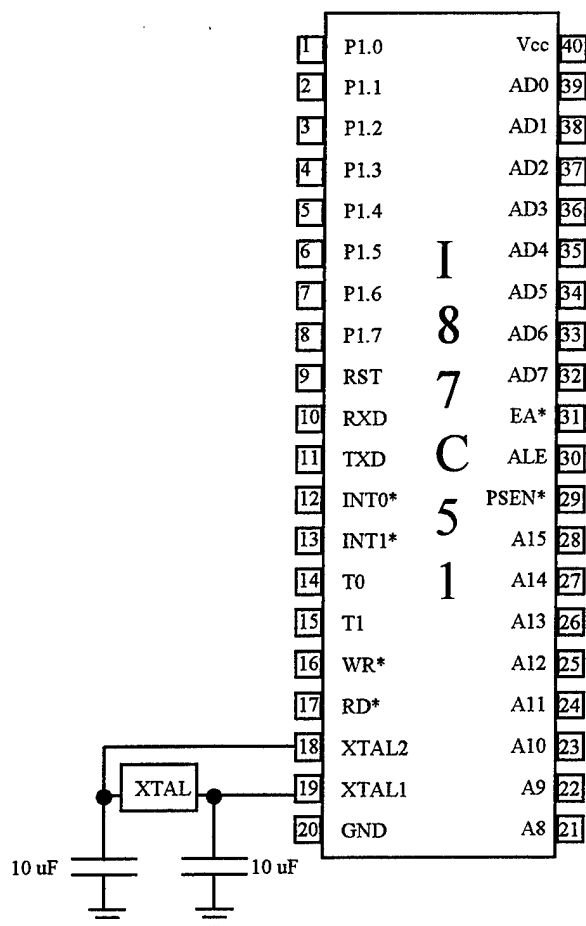 1 P1.0 Vcc 40
2 P1.1 AD0 39
3 P1.2 AD1 38
4 P1.3 AD2 37
5 P1.4 AD3 36
6 P1.5 AD4 35
7 P1.6 AD5 34
8 P1.7 AD6 33
9 RST AD7 32
10 RXD EA* 31
11 TXD ALE 30
12 INT0* PSEN* 29
13 INT1* A15 28
14 T0 A14 27
15 T1 A13 26
16 WR* A12 25
17 RD* A11 24
18 XTAL2 A10 23
19 XTAL1 A9 22
20 GND A8 21
I
8
7
C
5
1
XTAL
10 uF
10 uF